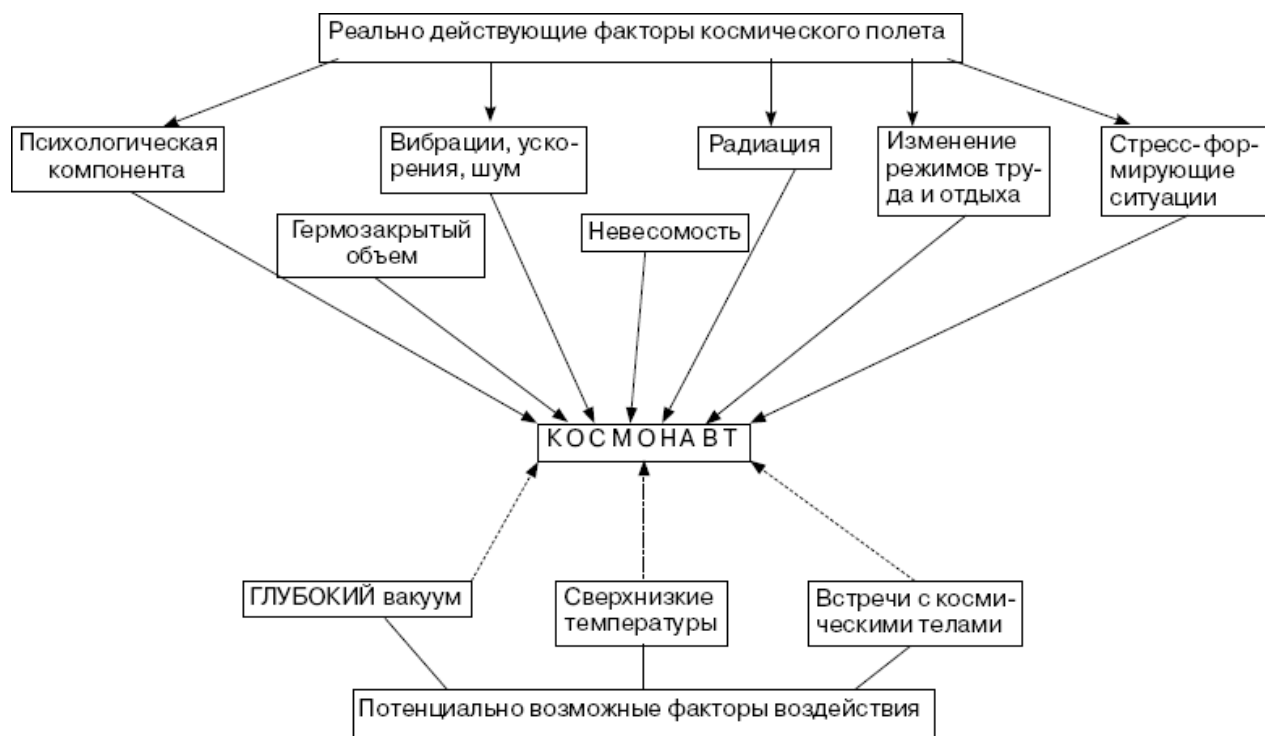 Реально действующие факторы космического полета
Психологическая
компонента
Вибрации, уско-
рения, шум
Радиация
Изменение
режимов тру-
да и отдыха
Стресс-фор-
мирующие
ситуации
Гермозакрытый
объем
Невесомость
КОСМОНАВТ
ГЛУБОКИЙ вакуум
Сверхнизкие
температуры
Встречи с косми-
ческими телами
Потенциально возможные факторы воздействия